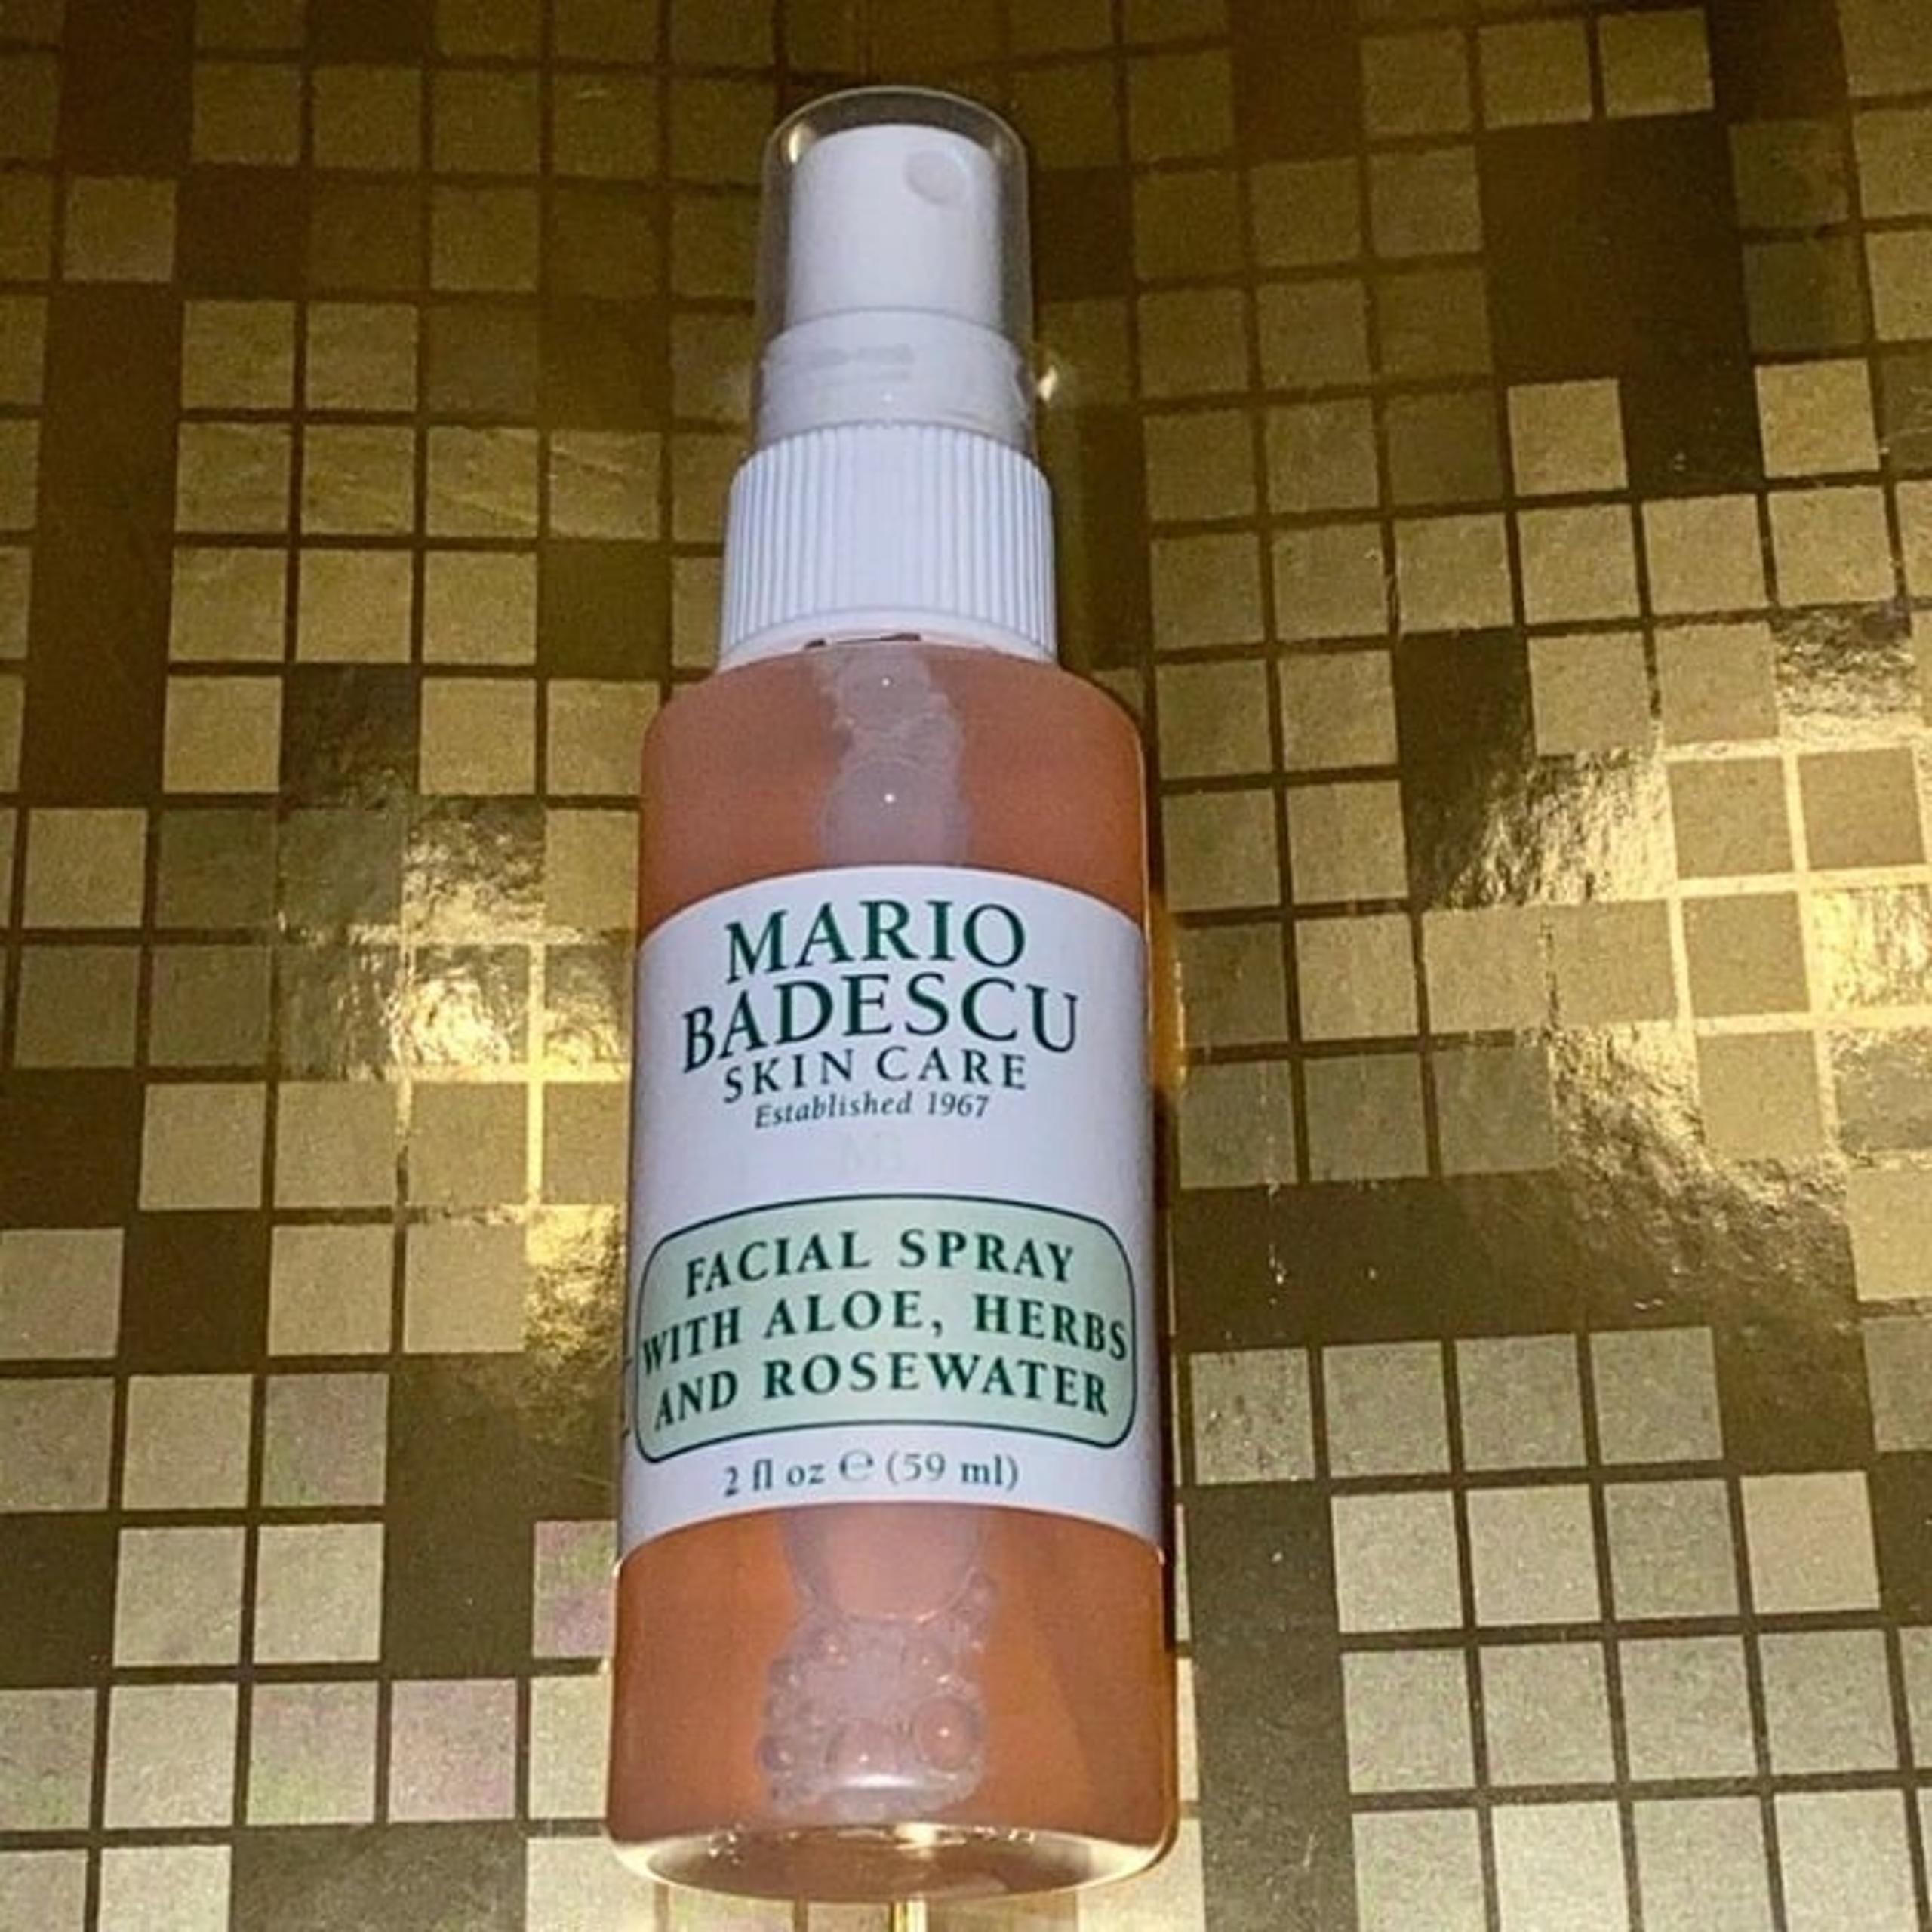 MARIO
BADESCU
SKIN CARE
Established 1967
FACIAL SPRAY
WITH ALOE, HERBS
AND ROSEWATER
2 fl oz ℮ (59 ml)